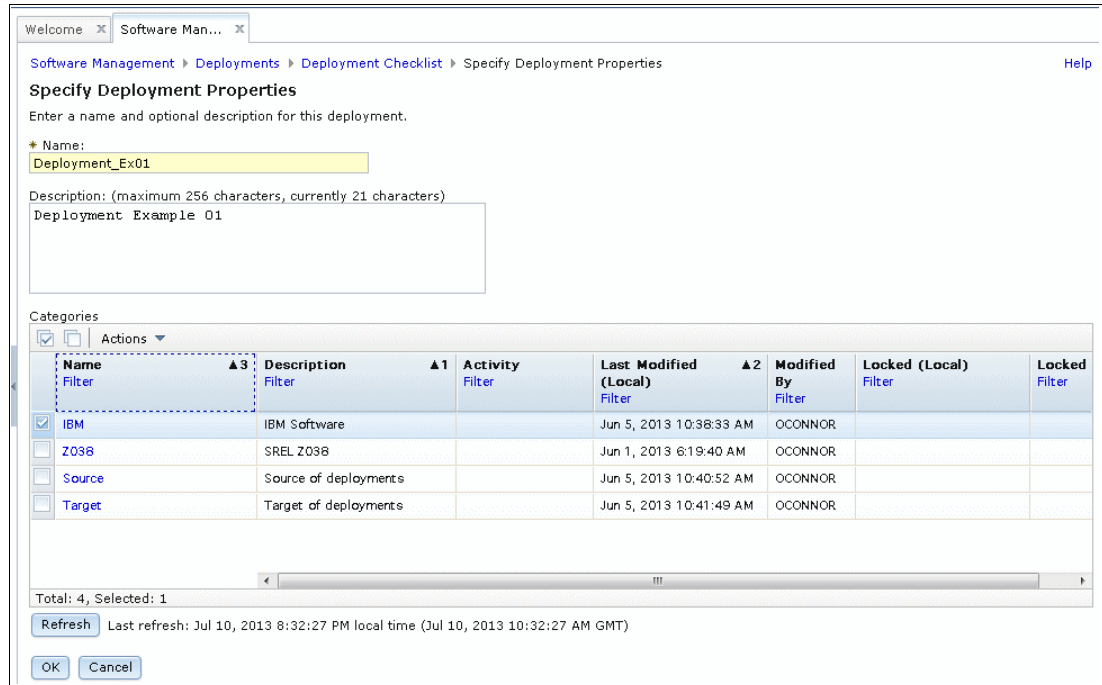 Welcome x Software Man... x
Software Management ▶ Deployments ▶ Deployment Checklist ▶ Specify Deployment Properties Help
Specify Deployment Properties
Enter a name and optional description for this deployment.
* Name:
Deployment_Ex01
Description: (maximum 256 characters, currently 21 characters)
Deployment Example 01
Categories
Actions ▼
Name ▲3 Description ▲1 Activity Last Modified (Local) ▲2 Modified By Locked (Local) Locked
Filter Filter Filter Filter Filter Filter Filter
IBM IBM Software Jun 5, 2013 10:38:33 AM OCONNOR
Z038 SREL Z038 Jun 1, 2013 6:19:40 AM OCONNOR
Source Source of deployments Jun 5, 2013 10:40:52 AM OCONNOR
Target Target of deployments Jun 5, 2013 10:41:49 AM OCONNOR
Total: 4, Selected: 1
Refresh Last refresh: Jul 10, 2013 8:32:27 PM local time (Jul 10, 2013 10:32:27 AM GMT)
OK Cancel